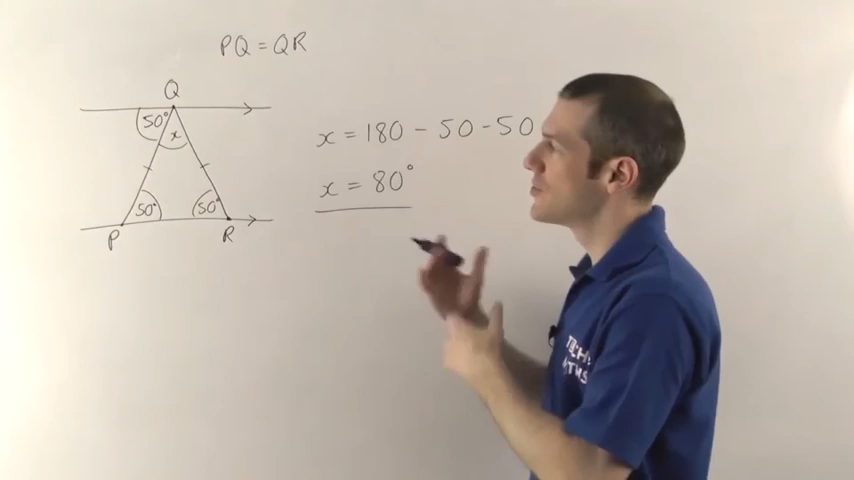 PQ = QR
Q
50°
x
50°
50°
P
R
x = 180 - 50 - 50
x = 80°